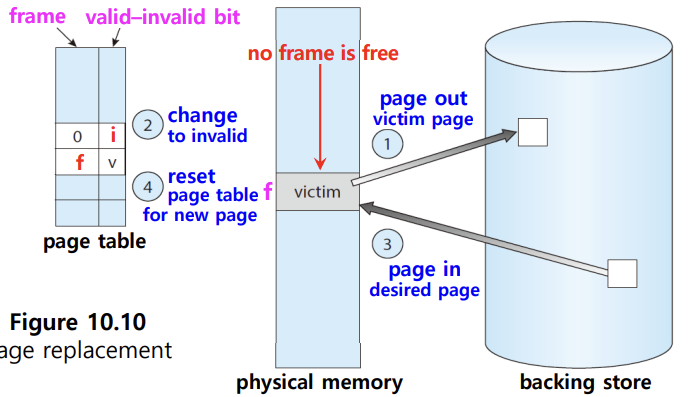 frame valid–invalid bit
no frame is free
0 i
f v
2 change
to invalid
4 reset
page table
for new page
page table
f victim
page out
victim page
1
3
page in
desired page
Figure 10.10
age replacement
physical memory
backing store